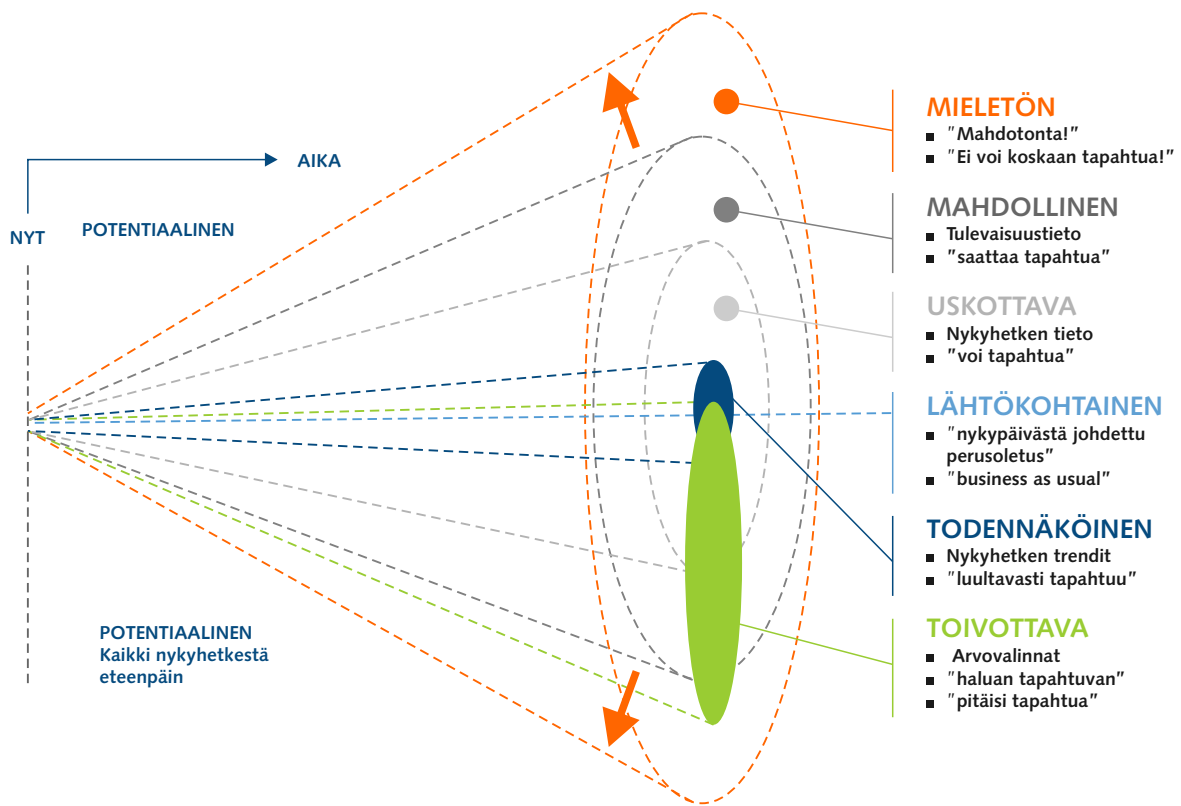 AIKA
NYT
POTENTIAALINEN
POTENTIAALINEN
Kaikki nykyhetkestä
eteenpäin
MIELETÖN
"Mahdotonta!"
"Ei voi koskaan tapahtua!"
MAHDOLLINEN
Tulevaisuustieto
"saattaa tapahtua"
USKOTTAVA
Nykyhetken tieto
"voi tapahtua"
LÄHTÖKOHTAINEN
"nykypäivästä johdettu
perusoletus"
"business as usual"
TODENNÄKÖINEN
Nykyhetken trendit
"luultavasti tapahtuu"
TOIVOTTAVA
Arvovalinnat
"haluan tapahtuvan"
"pitäisi tapahtua"